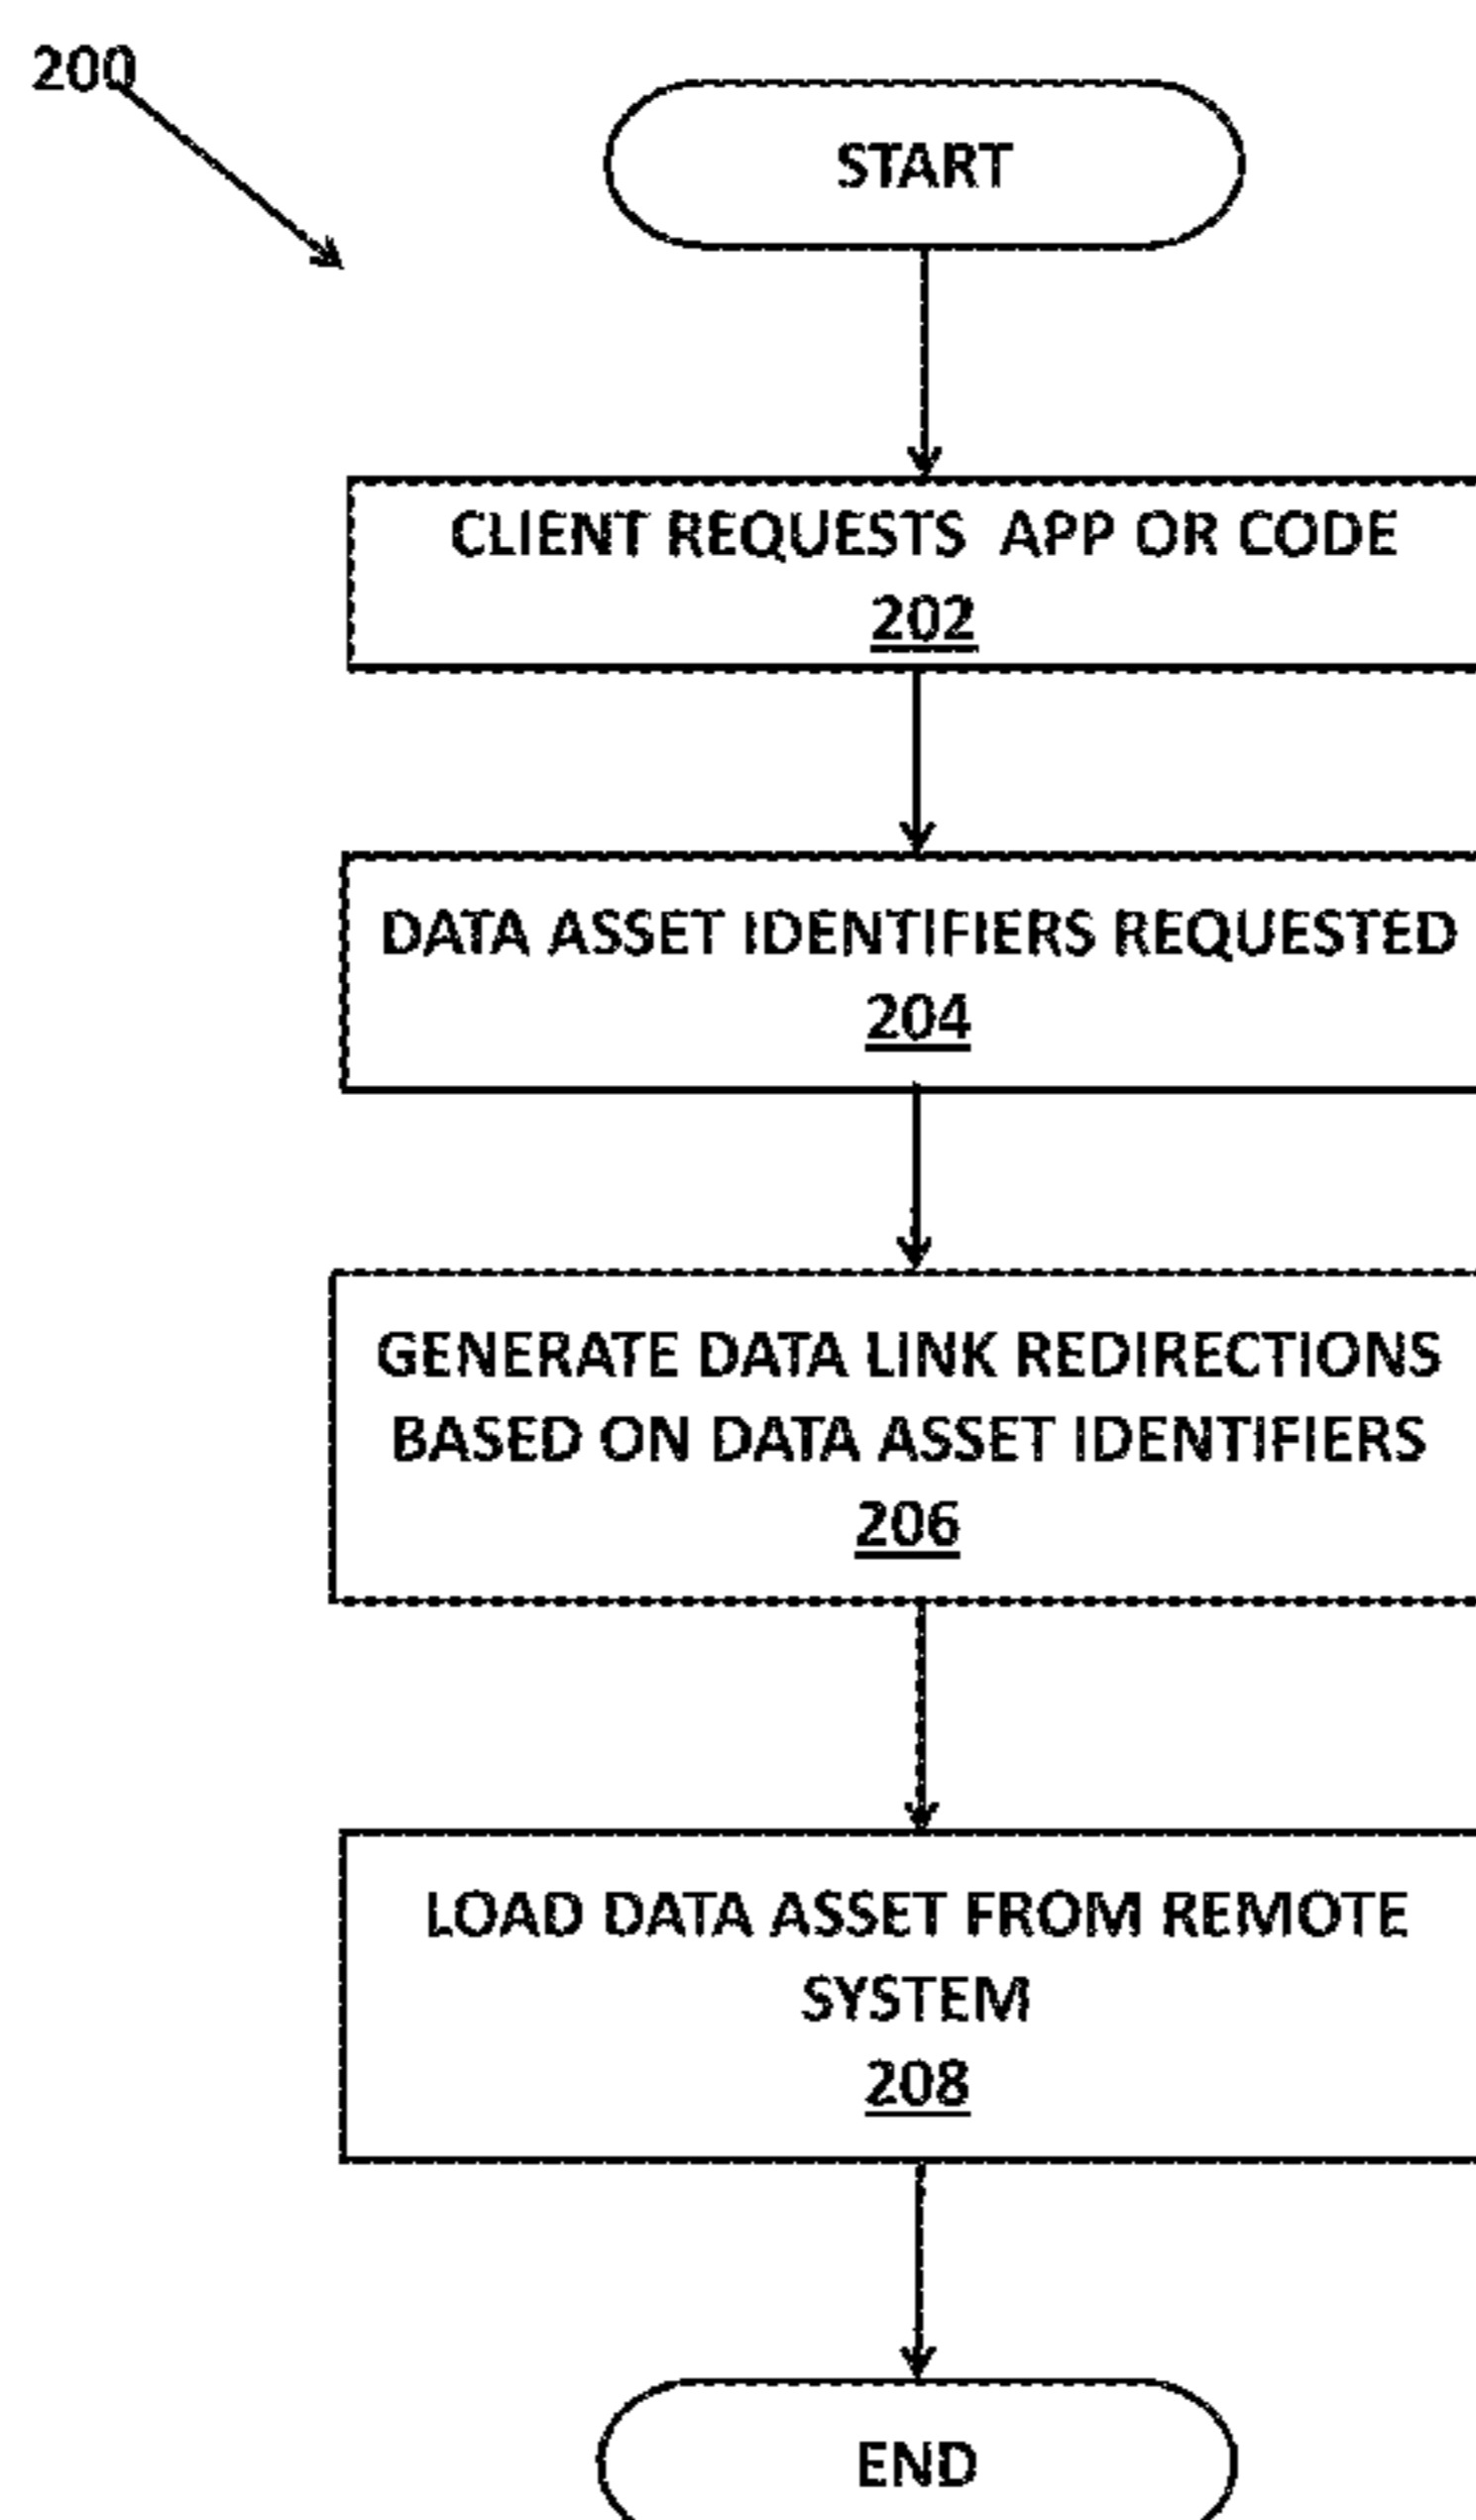 200
START
CLIENT REQUESTS APP OR CODE
202
DATA ASSET IDENTIFIERS REQUESTED
204
GENERATE DATA LINK REDIRECTIONS
BASED ON DATA ASSET IDENTIFIERS
206
LOAD DATA ASSET FROM REMOTE
SYSTEM
208
END